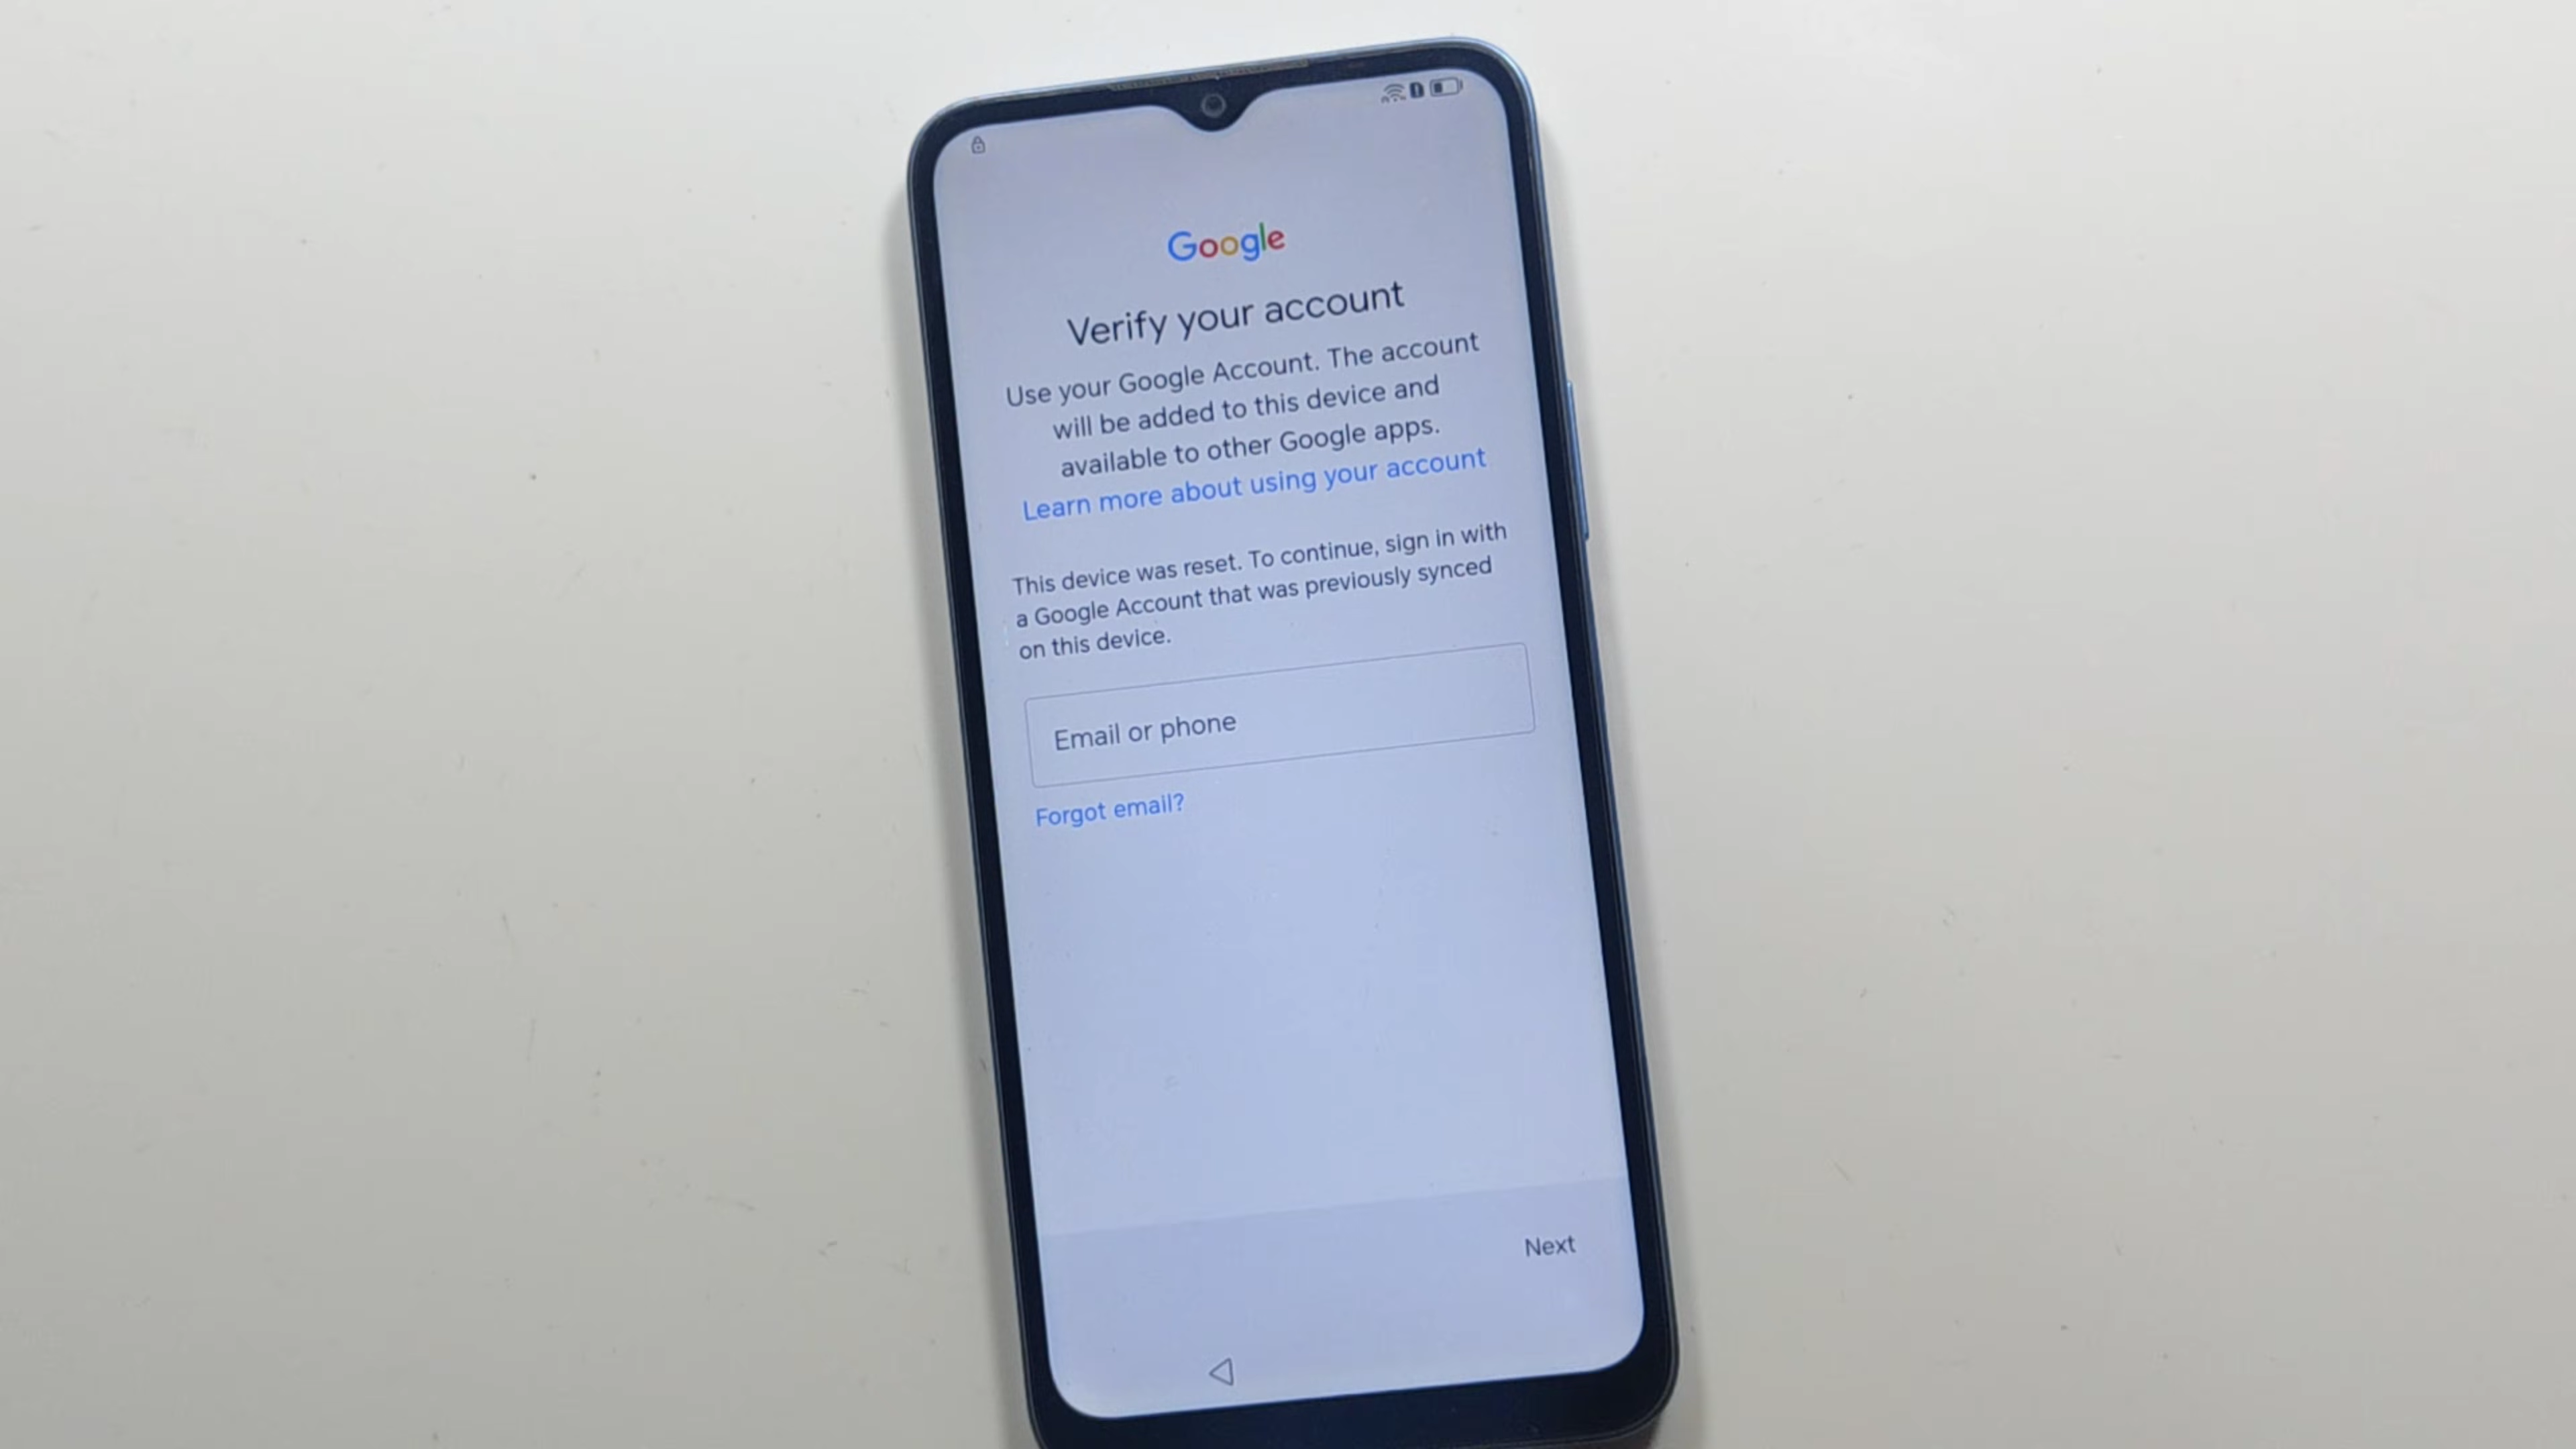 Google
Verify your account
Use your Google Account. The account
will be added to this device and
available to other Google apps.
Learn more about using your account
This device was reset. To continue, sign in with
a Google Account that was previously synced
on this device.
Email or phone
Forgot email?
Next